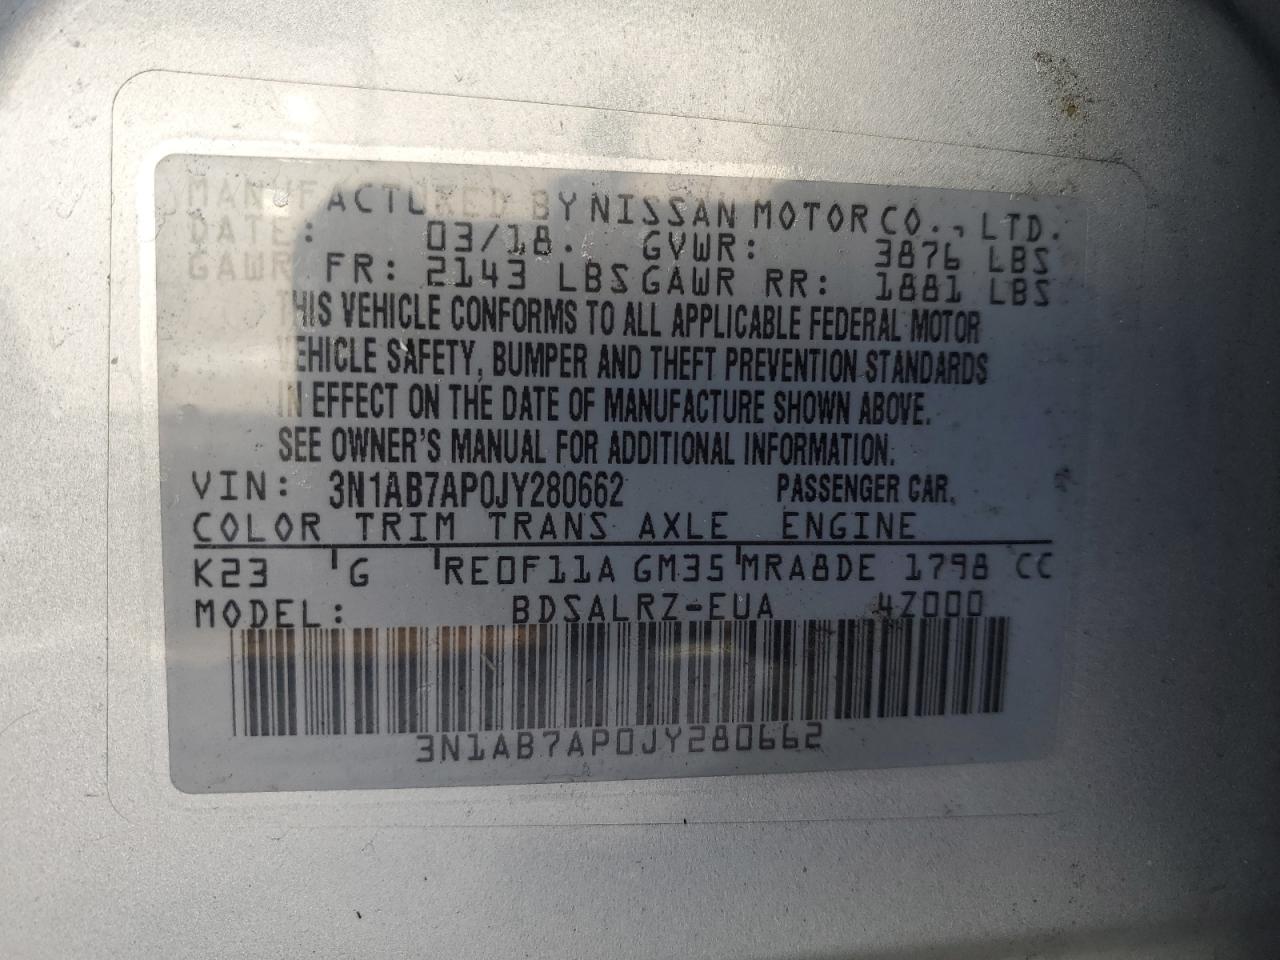 MANUFACTURED BY NISSAN MOTOR CO., LTD.
DATE: 03/18. GVWR: 3876 LBS
GAWR FR: 2143 LBS GAWR RR: 1881 LBS
THIS VEHICLE CONFORMS TO ALL APPLICABLE FEDERAL MOTOR
VEHICLE SAFETY, BUMPER AND THEFT PREVENTION STANDARDS
IN EFFECT ON THE DATE OF MANUFACTURE SHOWN ABOVE.
SEE OWNER'S MANUAL FOR ADDITIONAL INFORMATION.
VIN: 3N1AB7AP0JY280662 PASSENGER CAR.
COLOR TRIM TRANS AXLE ENGINE
K23 G RE0F11A GM35 MRA8DE 1798 CC
MODEL: BDSALRZ-EUA 4Z000
3N1AB7AP0JY280662